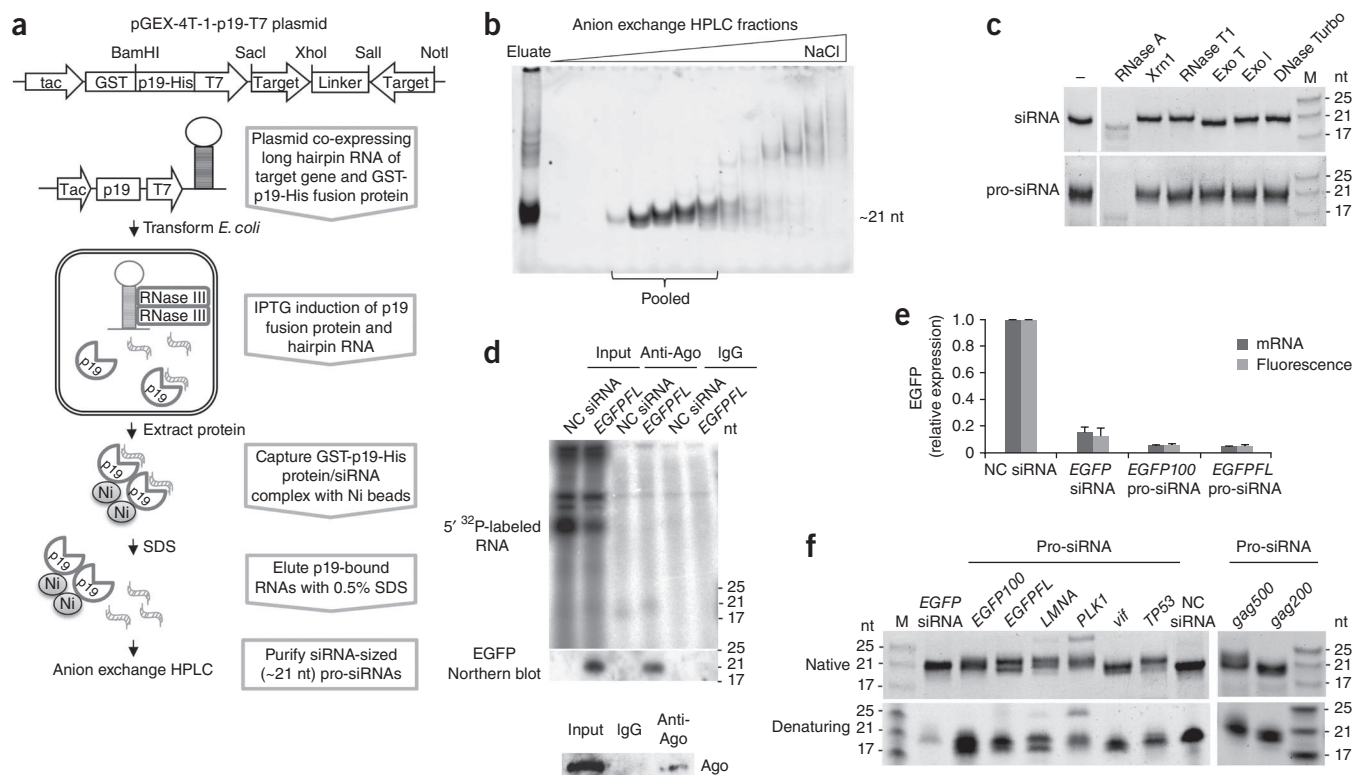 a
pGEX-4T-1-p19-T7 plasmid
BamHI
SacI
XhoI
SalI
NotI
tac
GST
p19-His
T7
Target
Linker
Target
Tac
p19
T7
Plasmid co-expressing
long hairpin RNA of
target gene and GST-
p19-His fusion protein
Transform E. coli
RNase III
RNase III
p19
p19
IPTG induction of p19
fusion protein and
hairpin RNA
Extract protein
p19
Ni
p19
Ni
Capture GST-p19-His
protein/siRNA
complex with Ni beads
SDS
p19
Ni
p19
Ni
Elute p19-bound
RNAs with 0.5% SDS
Anion exchange HPLC
Purify siRNA-sized
(~21 nt) pro-siRNAs
b
Anion exchange HPLC fractions
Eluate
NaCl
~21 nt
Pooled
c
–
RNase A
Xrn1
RNase T1
Exo T
Exo I
DNase Turbo
M
nt
siRNA
25
21
17
pro-siRNA
25
21
17
d
Input
Anti-Ago
IgG
NC siRNA
EGFPFL
NC siRNA
EGFPFL
NC siRNA
EGFPFL
nt
5′ 32P-labeled
RNA
25
21
17
EGFP
Northern blot
25
21
17
Input
IgG
Anti-
Ago
Ago
e
EGFP
(relative expression)
1.0
0.8
0.6
0.4
0.2
0
mRNA
Fluorescence
NC siRNA
EGFP
siRNA
EGFP100
pro-siRNA
EGFPFL
pro-siRNA
f
Pro-siRNA
Pro-siRNA
nt
M
EGFP
siRNA
EGFP100
EGFPFL
LMNA
PLK1
vif
TP53
NC
siRNA
gag500
gag200
M
nt
Native
25
21
17
25
21
17
Denaturing
25
21
17
25
21
17